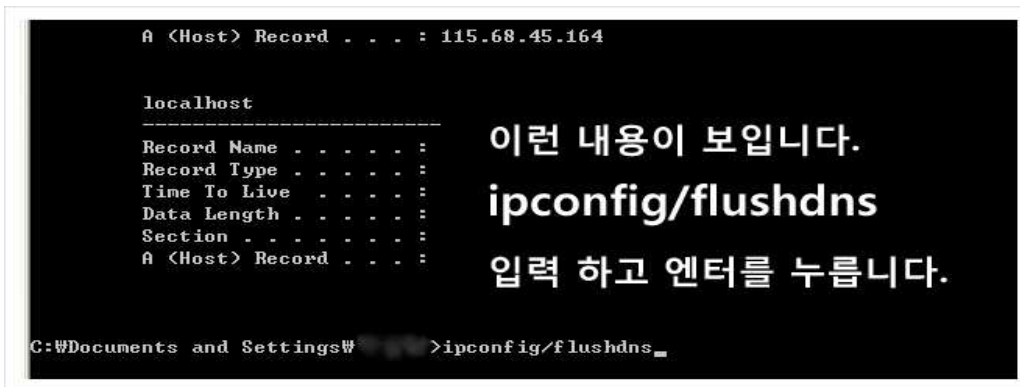 A (Host) Record . . . : 115.68.45.164
localhost
----------------------------------------
Record Name . . . . . :
Record Type . . . . . :
Time To Live  . . . . :
Data Length . . . . . :
Section . . . . . . . :
A (Host) Record . . . :
이런 내용이 보입니다.
ipconfig/flushdns
입력 하고 엔터를 누릅니다.
C:₩Documents and Settings₩ >ipconfig/flushdns_